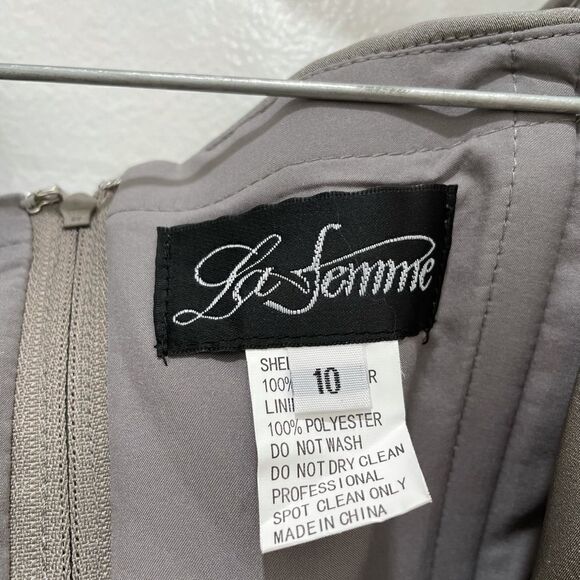 La Femme
10
100%
100% POLYESTER
DO NOT WASH
DO NOT DRY CLEAN
PROFESSIONAL
SPOT CLEAN ONLY
MADE IN CHINA